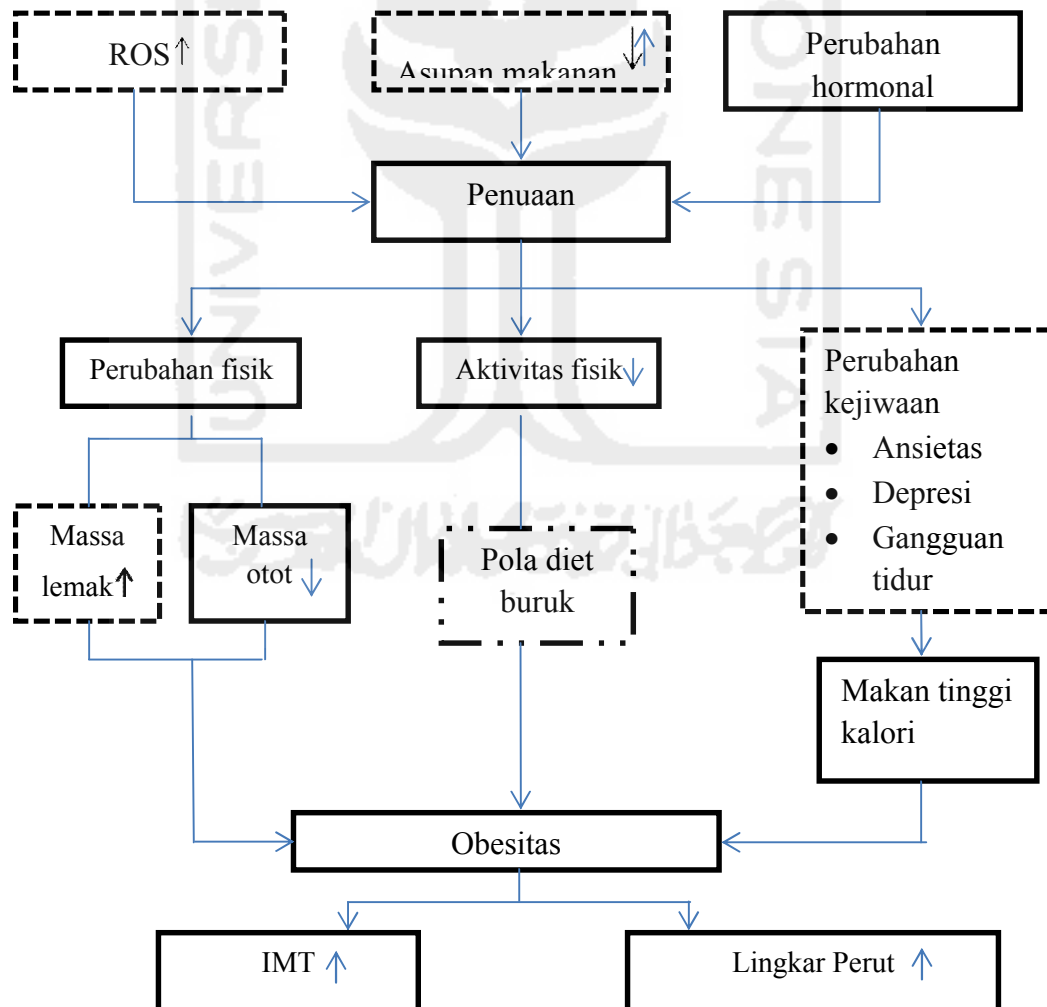 ROS↑
Asupan makanan ↓↑
Perubahan
hormonal
Penuaan
Perubahan fisik
Aktivitas fisik↓
Perubahan
kejiwaan
• Ansietas
• Depresi
• Gangguan
tidur
Massa
lemak↑
Massa
otot ↓
Pola diet
buruk
Makan tinggi
kalori
Obesitas
IMT ↑
Lingkar Perut ↑